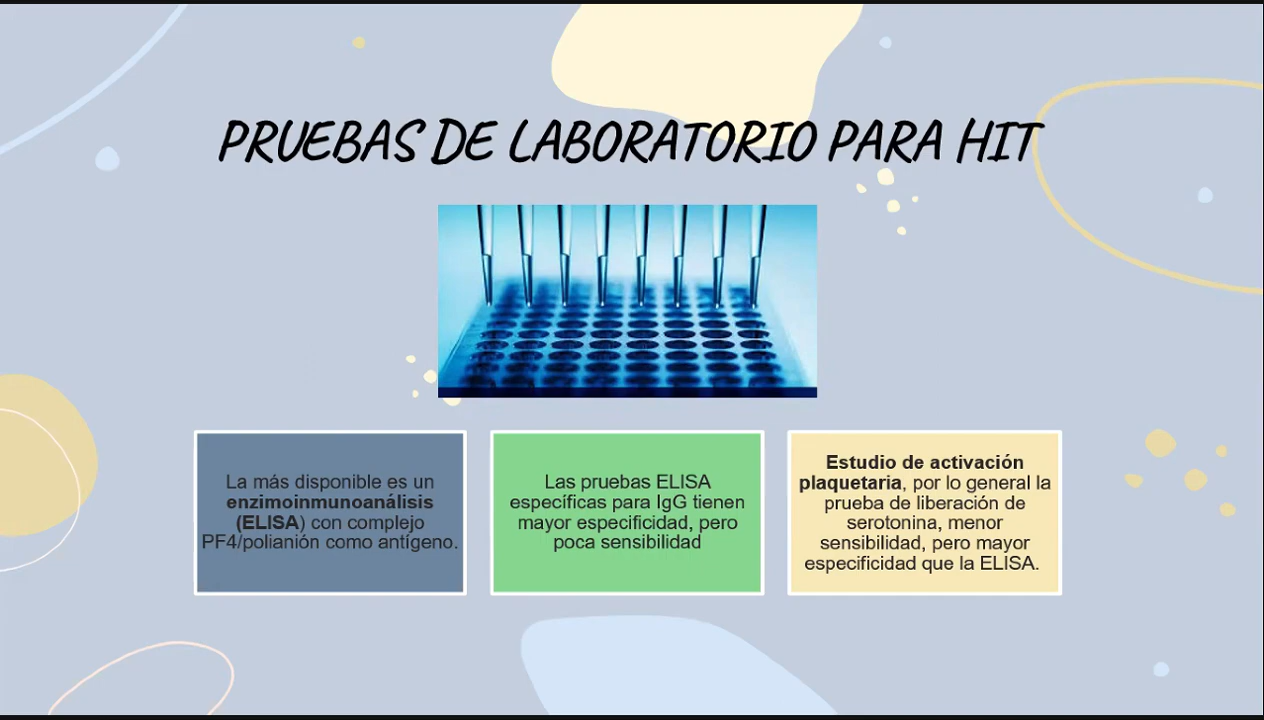 PRUEBAS DE LABORATORIO PARA HIT
La más disponible es un
enzimoinmunoanálisis
(ELISA) con complejo
PF4/polianión como antígeno.
Las pruebas ELISA
específicas para IgG tienen
mayor especificidad, pero
poca sensibilidad
Estudio de activación
plaquetaria, por lo general la
prueba de liberación de
serotonina, menor
sensibilidad, pero mayor
especificidad que la ELISA.